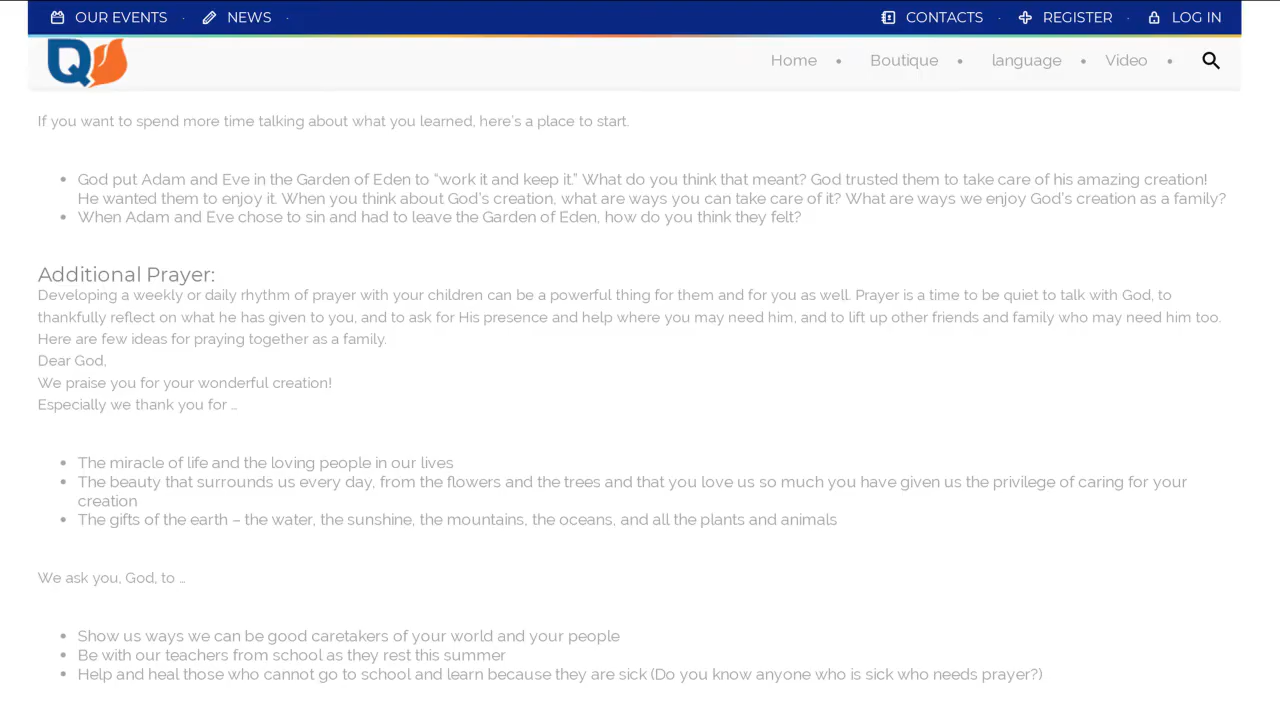 OUR EVENTS · NEWS · CONTACTS · REGISTER · LOG IN
Q
Home • Boutique • language • Video •
If you want to spend more time talking about what you learned, here's a place to start.
• God put Adam and Eve in the Garden of Eden to “work it and keep it.” What do you think that meant? God trusted them to take care of his amazing creation!
He wanted them to enjoy it. When you think about God's creation, what are ways you can take care of it? What are ways we enjoy God's creation as a family?
• When Adam and Eve chose to sin and had to leave the Garden of Eden, how do you think they felt?
Additional Prayer:
Developing a weekly or daily rhythm of prayer with your children can be a powerful thing for them and for you as well. Prayer is a time to be quiet to talk with God, to
thankfully reflect on what he has given to you, and to ask for His presence and help where you may need him, and to lift up other friends and family who may need him too.
Here are few ideas for praying together as a family.
Dear God,
We praise you for your wonderful creation!
Especially we thank you for …
• The miracle of life and the loving people in our lives
• The beauty that surrounds us every day, from the flowers and the trees and that you love us so much you have given us the privilege of caring for your
creation
• The gifts of the earth – the water, the sunshine, the mountains, the oceans, and all the plants and animals
We ask you, God, to …
• Show us ways we can be good caretakers of your world and your people
• Be with our teachers from school as they rest this summer
• Help and heal those who cannot go to school and learn because they are sick (Do you know anyone who is sick who needs prayer?)